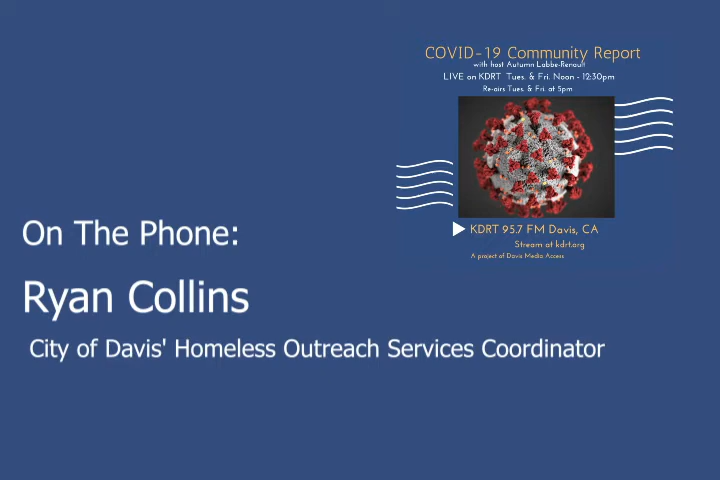 COVID-19 Community Report
with host Autumn Labbe-Renault
LIVE on KDRT Tues. & Fri. Noon - 12:30pm
Re-airs Tues. & Fri. at 5pm
KDRT 95.7 FM Davis, CA
Stream at kdrt.org
A project of Davis Media Access
On The Phone:
Ryan Collins
City of Davis' Homeless Outreach Services Coordinator